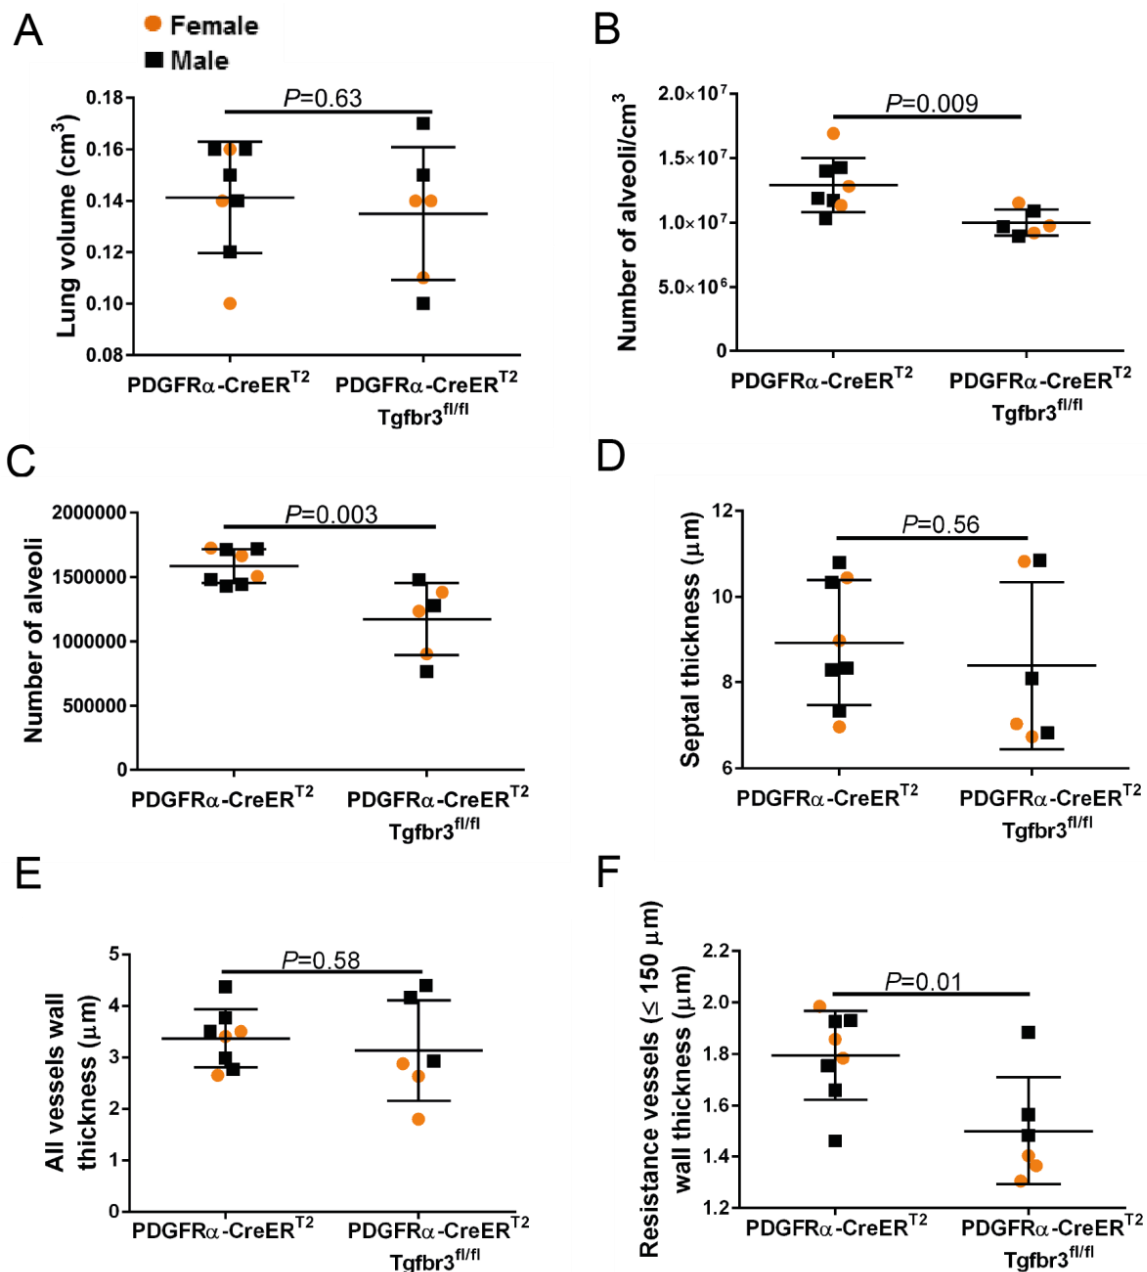 A
Female
Male
Lung volume (cm³)
0.18
0.16
0.14
0.12
0.10
0.08
P=0.63
PDGFRα-CreERᵀ²
PDGFRα-CreERᵀ²
Tgfbr3ᶠˡ/ᶠˡ
B
Number of alveoli/cm³
2.0×10⁷
1.5×10⁷
1.0×10⁷
5.0×10⁶
0
P=0.009
PDGFRα-CreERᵀ²
PDGFRα-CreERᵀ²
Tgfbr3ᶠˡ/ᶠˡ
C
Number of alveoli
2000000
1500000
1000000
500000
0
P=0.003
PDGFRα-CreERᵀ²
PDGFRα-CreERᵀ²
Tgfbr3ᶠˡ/ᶠˡ
D
Septal thickness (μm)
12
10
8
6
P=0.56
PDGFRα-CreERᵀ²
PDGFRα-CreERᵀ²
Tgfbr3ᶠˡ/ᶠˡ
E
All vessels wall
thickness (μm)
5
4
3
2
1
0
P=0.58
PDGFRα-CreERᵀ²
PDGFRα-CreERᵀ²
Tgfbr3ᶠˡ/ᶠˡ
F
Resistance vessels (≤ 150 μm)
wall thickness (μm)
2.2
2.0
1.8
1.6
1.4
1.2
P=0.01
PDGFRα-CreERᵀ²
PDGFRα-CreERᵀ²
Tgfbr3ᶠˡ/ᶠˡ